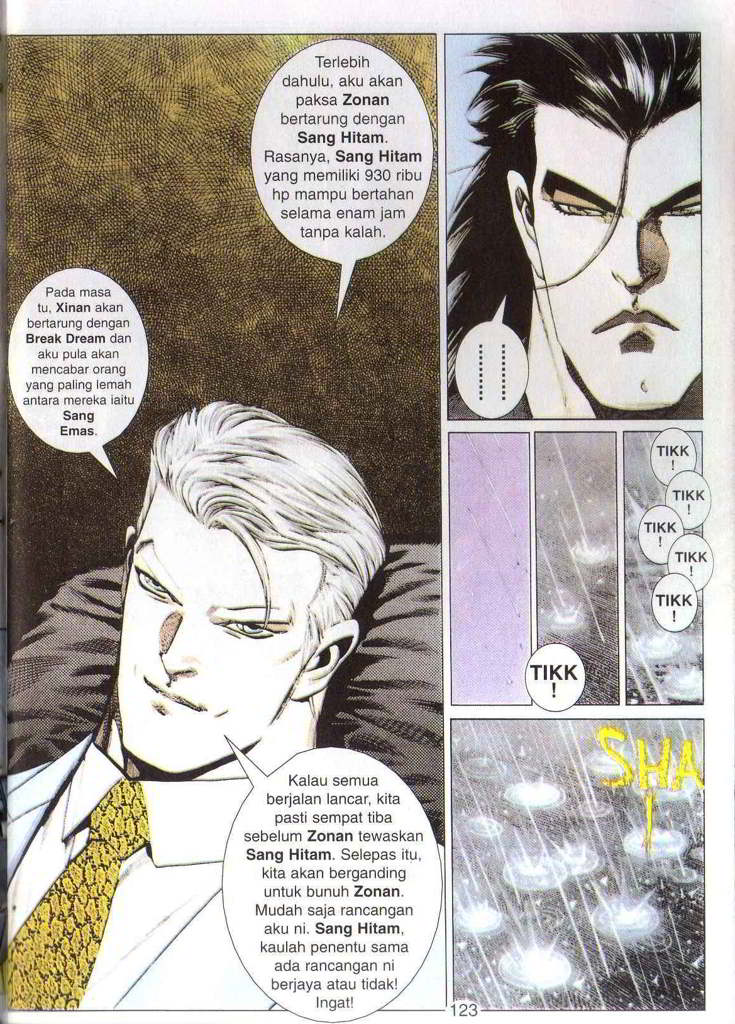 Terlebih
dahulu, aku akan
paksa Zonan
bertarung dengan
Sang Hitam.
Rasanya, Sang Hitam
yang memiliki 930 ribu
hp mampu bertahan
selama enam jam
tanpa kalah.
Pada masa
tu, Xinan akan
bertarung dengan
Break Dream dan
aku pula akan
mencabar orang
yang paling lemah
antara mereka iaitu
Sang
Emas.
Kalau semua
berjalan lancar, kita
pasti sempat tiba
sebelum Zonan tewaskan
Sang Hitam. Selepas itu,
kita akan berganding
untuk bunuh Zonan.
Mudah saja rancangan
aku ni. Sang Hitam,
kaulah penentu sama
ada rancangan ni
berjaya atau tidak!
Ingat!
TIKK
!
TIKK
!
TIKK
!
TIKK
!
TIKK
!
TIKK
!
SHA
!
123